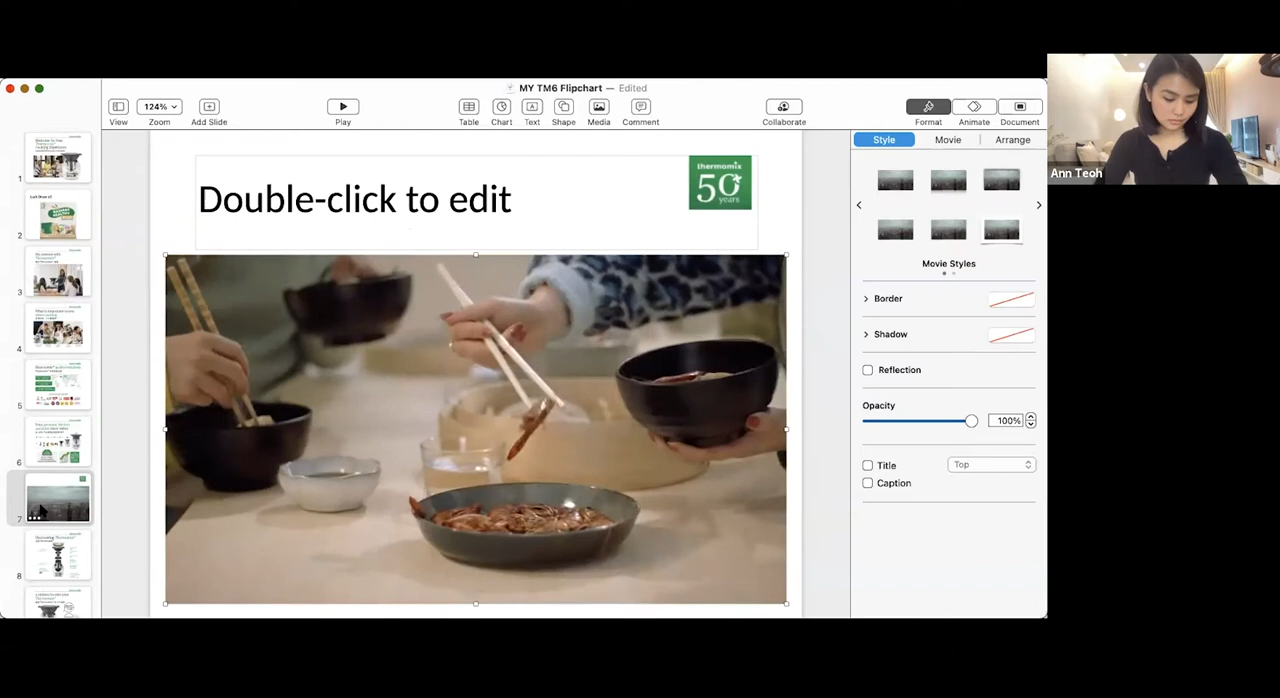 MY TM6 Flipchart — Edited
124%
View
Zoom
Add Slide
Play
Table
Chart
Text
Shape
Media
Comment
Collaborate
Format
Animate
Document
Style
Movie
Arrange
Ann Teoh
1
2
3
4
5
6
7
8
Double-click to edit
thermomix
50
years
Movie Styles
Border
Shadow
Reflection
Opacity
100%
Title
Top
Caption